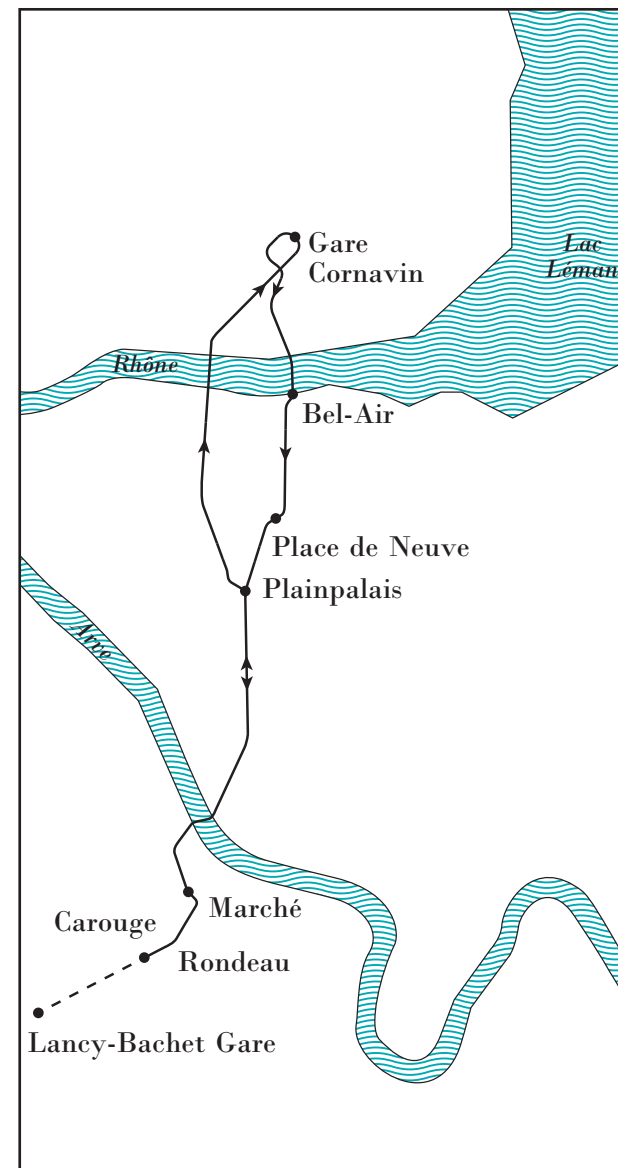 Gare
Cornavin
Lac
Léman
Rhône
Bel-Air
Place de Neuve
Plainpalais
Arve
Marché
Carouge
Rondeau
Lancy-Bachet Gare